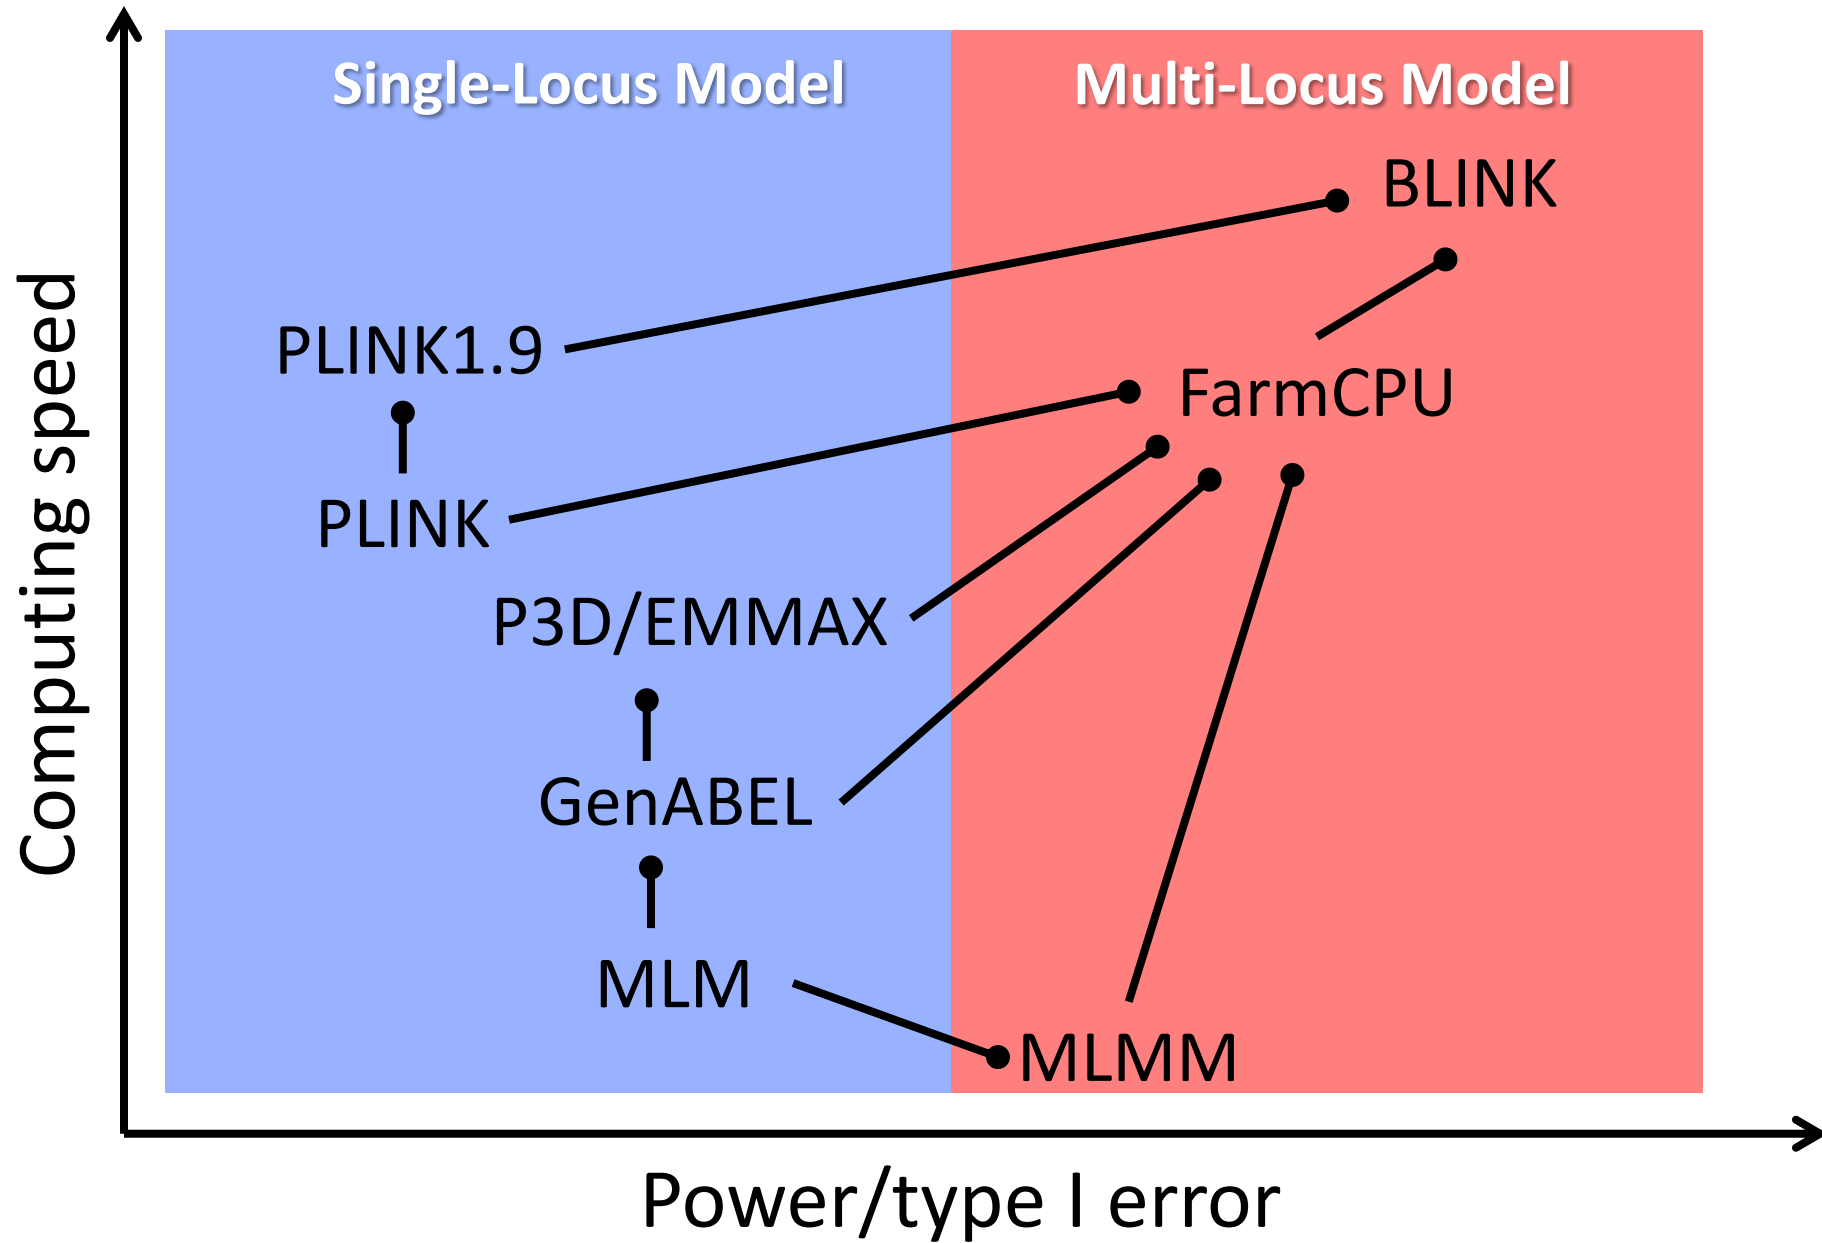 Single-Locus Model
Multi-Locus Model
BLINK
PLINK1.9
FarmCPU
PLINK
P3D/EMMAX
GenABEL
MLM
MLMM
Computing speed
Power/type I error